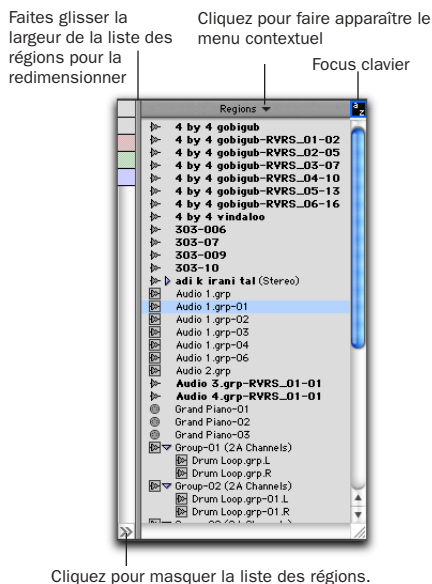 Faites glisser la
largeur de la liste des
régions pour la
redimensionner
Cliquez pour faire apparaître le
menu contextuel
Focus clavier
Regions
a
z
4 by 4 gobigub
4 by 4 gobigub-RVRS_01-02
4 by 4 gobigub-RVRS_02-05
4 by 4 gobigub-RVRS_03-07
4 by 4 gobigub-RVRS_04-10
4 by 4 gobigub-RVRS_05-13
4 by 4 gobigub-RVRS_06-16
4 by 4 vindaloo
303-006
303-07
303-009
303-10
adi k irani tal (Stereo)
Audio 1.grp
Audio 1.grp-01
Audio 1.grp-02
Audio 1.grp-03
Audio 1.grp-04
Audio 1.grp-06
Audio 2.grp
Audio 3.grp-RVRS_01-01
Audio 4.grp-RVRS_01-01
Grand Piano-01
Grand Piano-02
Grand Piano-03
Group-01 (2A Channels)
Drum Loop.grp.L
Drum Loop.grp.R
Group-02 (2A Channels)
Drum Loop.grp-01.L
Drum Loop.grp-01.R
Cliquez pour masquer la liste des régions.